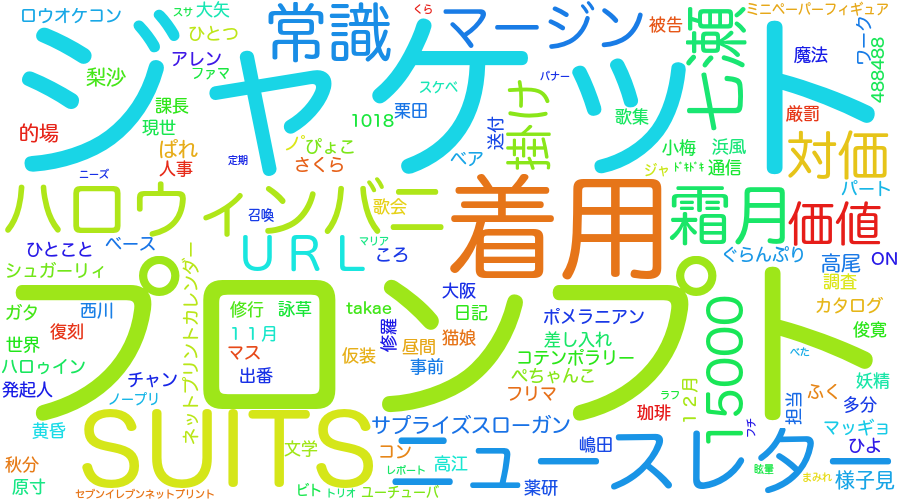 ロウオケコン
スサ
大矢
ひとつ
アレン
ファマ
梨沙
課長
現世
的場
ぱれ
人事
ニーズ
ジャケット
常識
くら
マージン
被告
スケベ
栗田
1018
バナー
ベア
送付
掛け
歌集
小梅
浜風
ジャ
ﾄﾞｷﾄﾞｷ
通信
七瀬
ミニペーパーフィギュア
ワーク
魔法
488488
厳罰
対価
パート
ぴょこ
さくら
定期
ハロウィンバニー
召喚
歌会
マリア
ころ
URL
着用
霜月
価値
ぐらんぷり
高尾
ON
調査
カタログ
俊寛
ひとこと
ベース
シュガーリィ
ガタ
西川
復刻
世界
ハロゥイン
発起人
チャン
ノープリ
黄昏
秋分
原寸
ネットプリントカレンダー
プロンプト
修行
詠草
11月
マス
出番
takae
修羅
仮装
昼間
事前
大阪
日記
猫娘
ポメラニアン
差し入れ
コテンポラリー
ぺちゃんこ
フリマ
15000
べた
ラフ
12月
珈琲
フチ
担当
ふく
妖精
多分
マッギョ
ひよ
様子見
SUITS
セブンイレブンネットプリント
文学
ピト
トリオ
サプライズスローガン
コン
レポート
高江
ユーチューバ
ニュースレター
嶋田
薬研
眩暈
まみれ